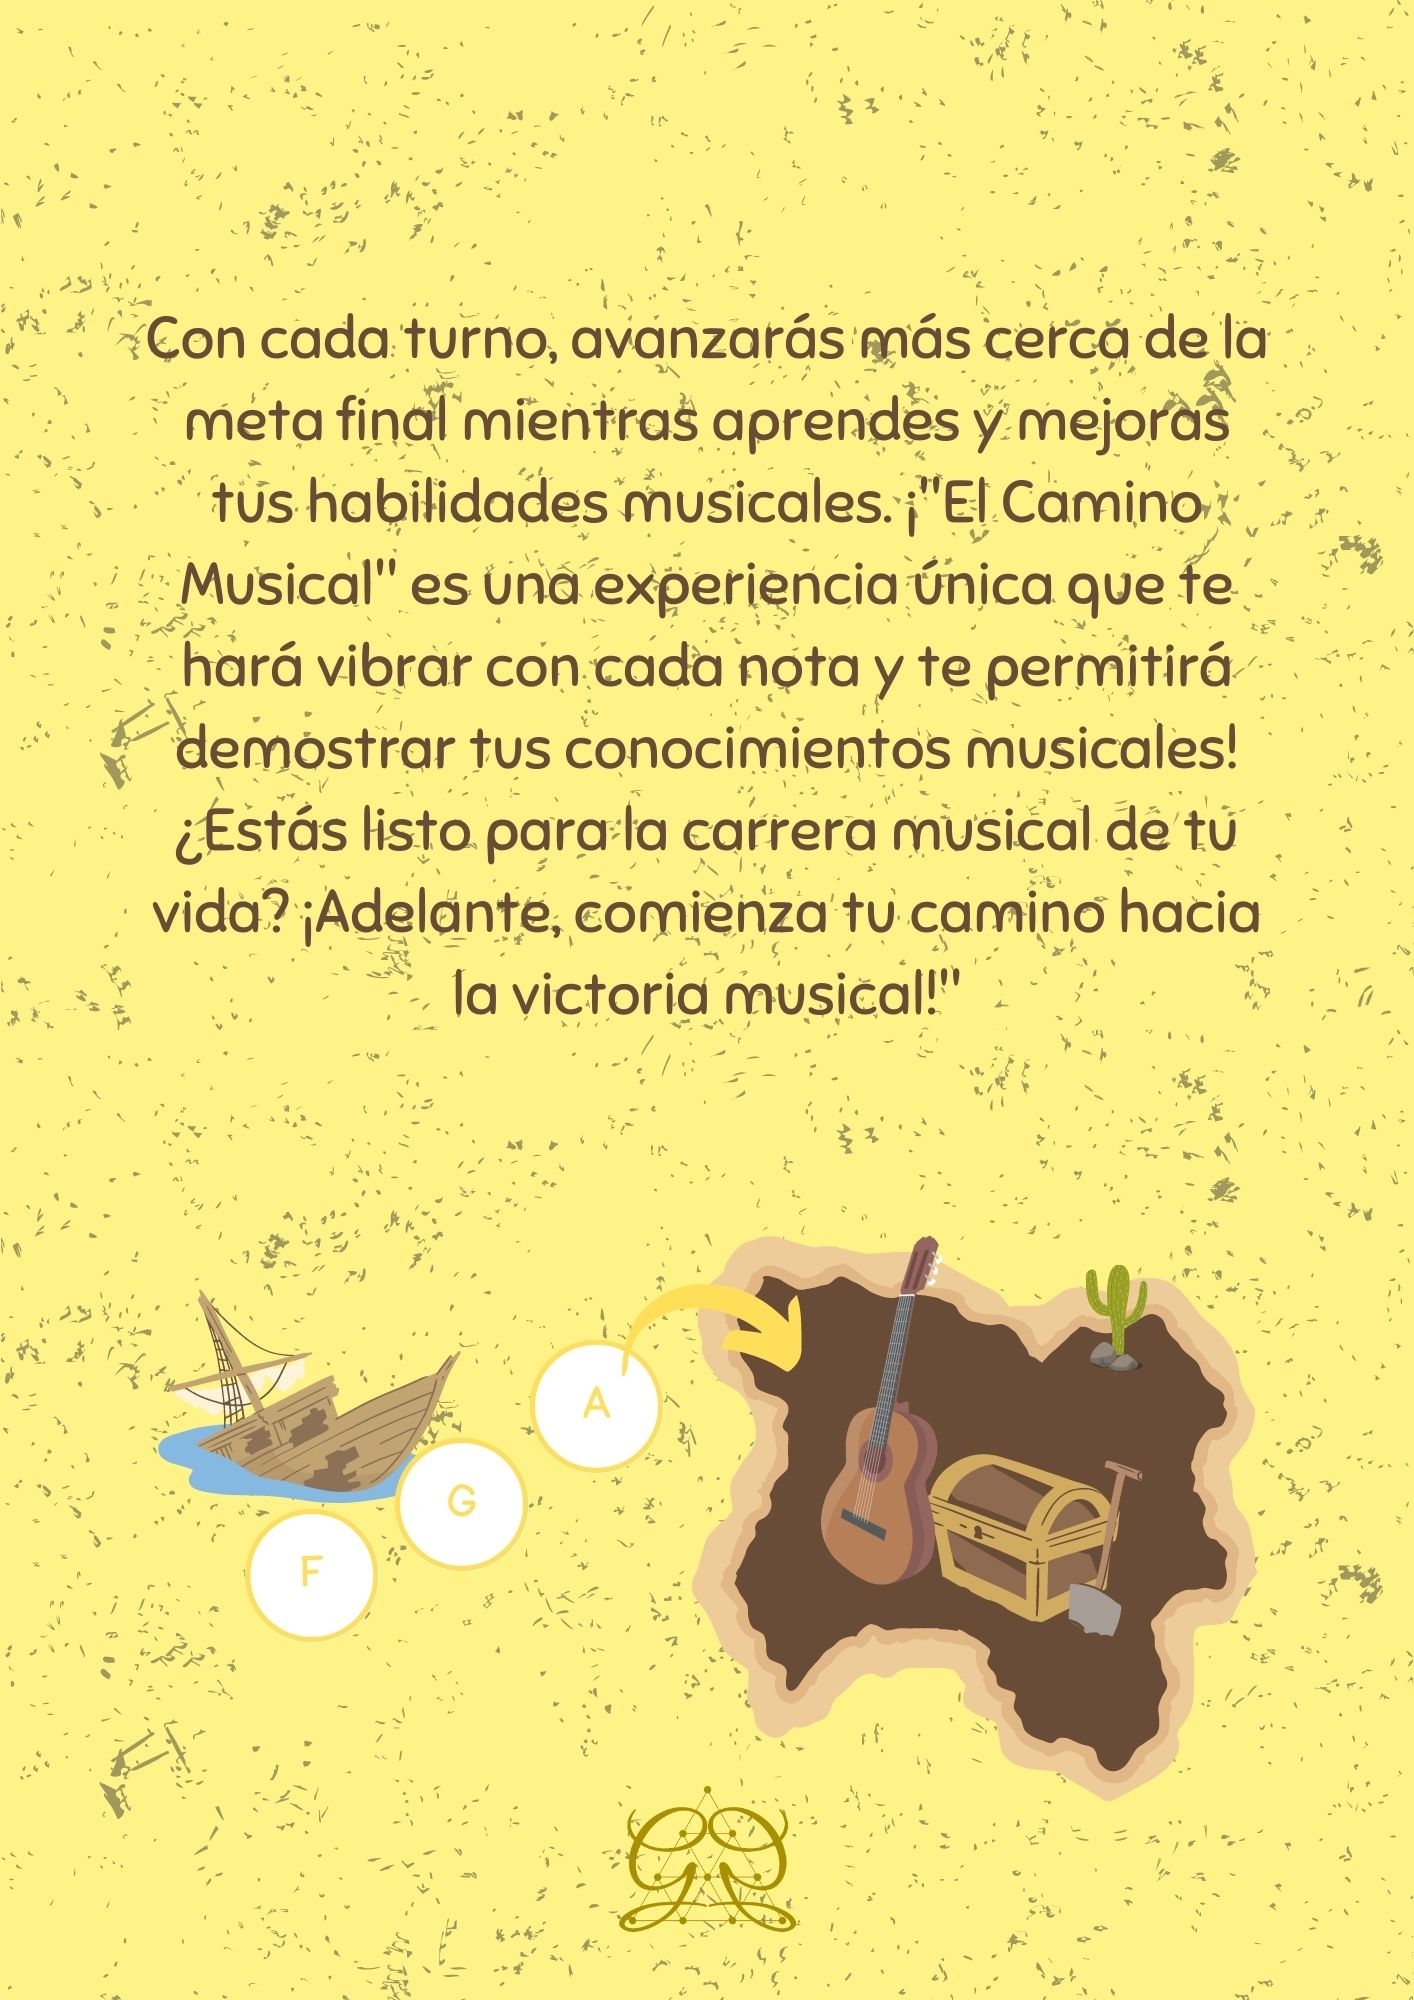 Con cada turno, avanzarás más cerca de la
meta final mientras aprendes y mejoras
tus habilidades musicales. ¡"El Camino
Musical" es una experiencia única que te
hará vibrar con cada nota y te permitirá
demostrar tus conocimientos musicales!
¿Estás listo para la carrera musical de tu
vida? ¡Adelante, comienza tu camino hacia
la victoria musical!"
A
G
F